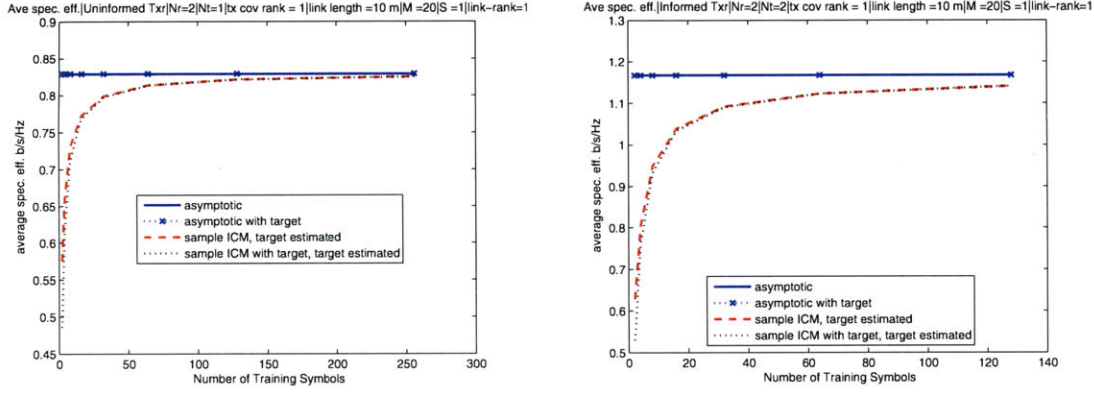 Ave spec. eff.|Uninformed Txr|Nr=2|Nt=1|tx cov rank = 1|link length =10 m|M =20|S =1|link-rank=1
0.9
0.85
0.8
0.75
0.7
0.65
0.6
0.55
0.5
0.45
average spec. eff. b/s/Hz
asymptotic
asymptotic with target
sample ICM, target estimated
sample ICM with target, target estimated
0
50
100
150
200
250
300
Number of Training Symbols
Ave spec. eff.|Informed Txr|Nr=2|Nt=2|tx cov rank = 1|link length =10 m|M =20|S =1|link-rank=1
1.3
1.2
1.1
1
0.9
0.8
0.7
0.6
0.5
average spec. eff. b/s/Hz
asymptotic
asymptotic with target
sample ICM, target estimated
sample ICM with target, target estimated
0
20
40
60
80
100
120
140
Number of Training Symbols